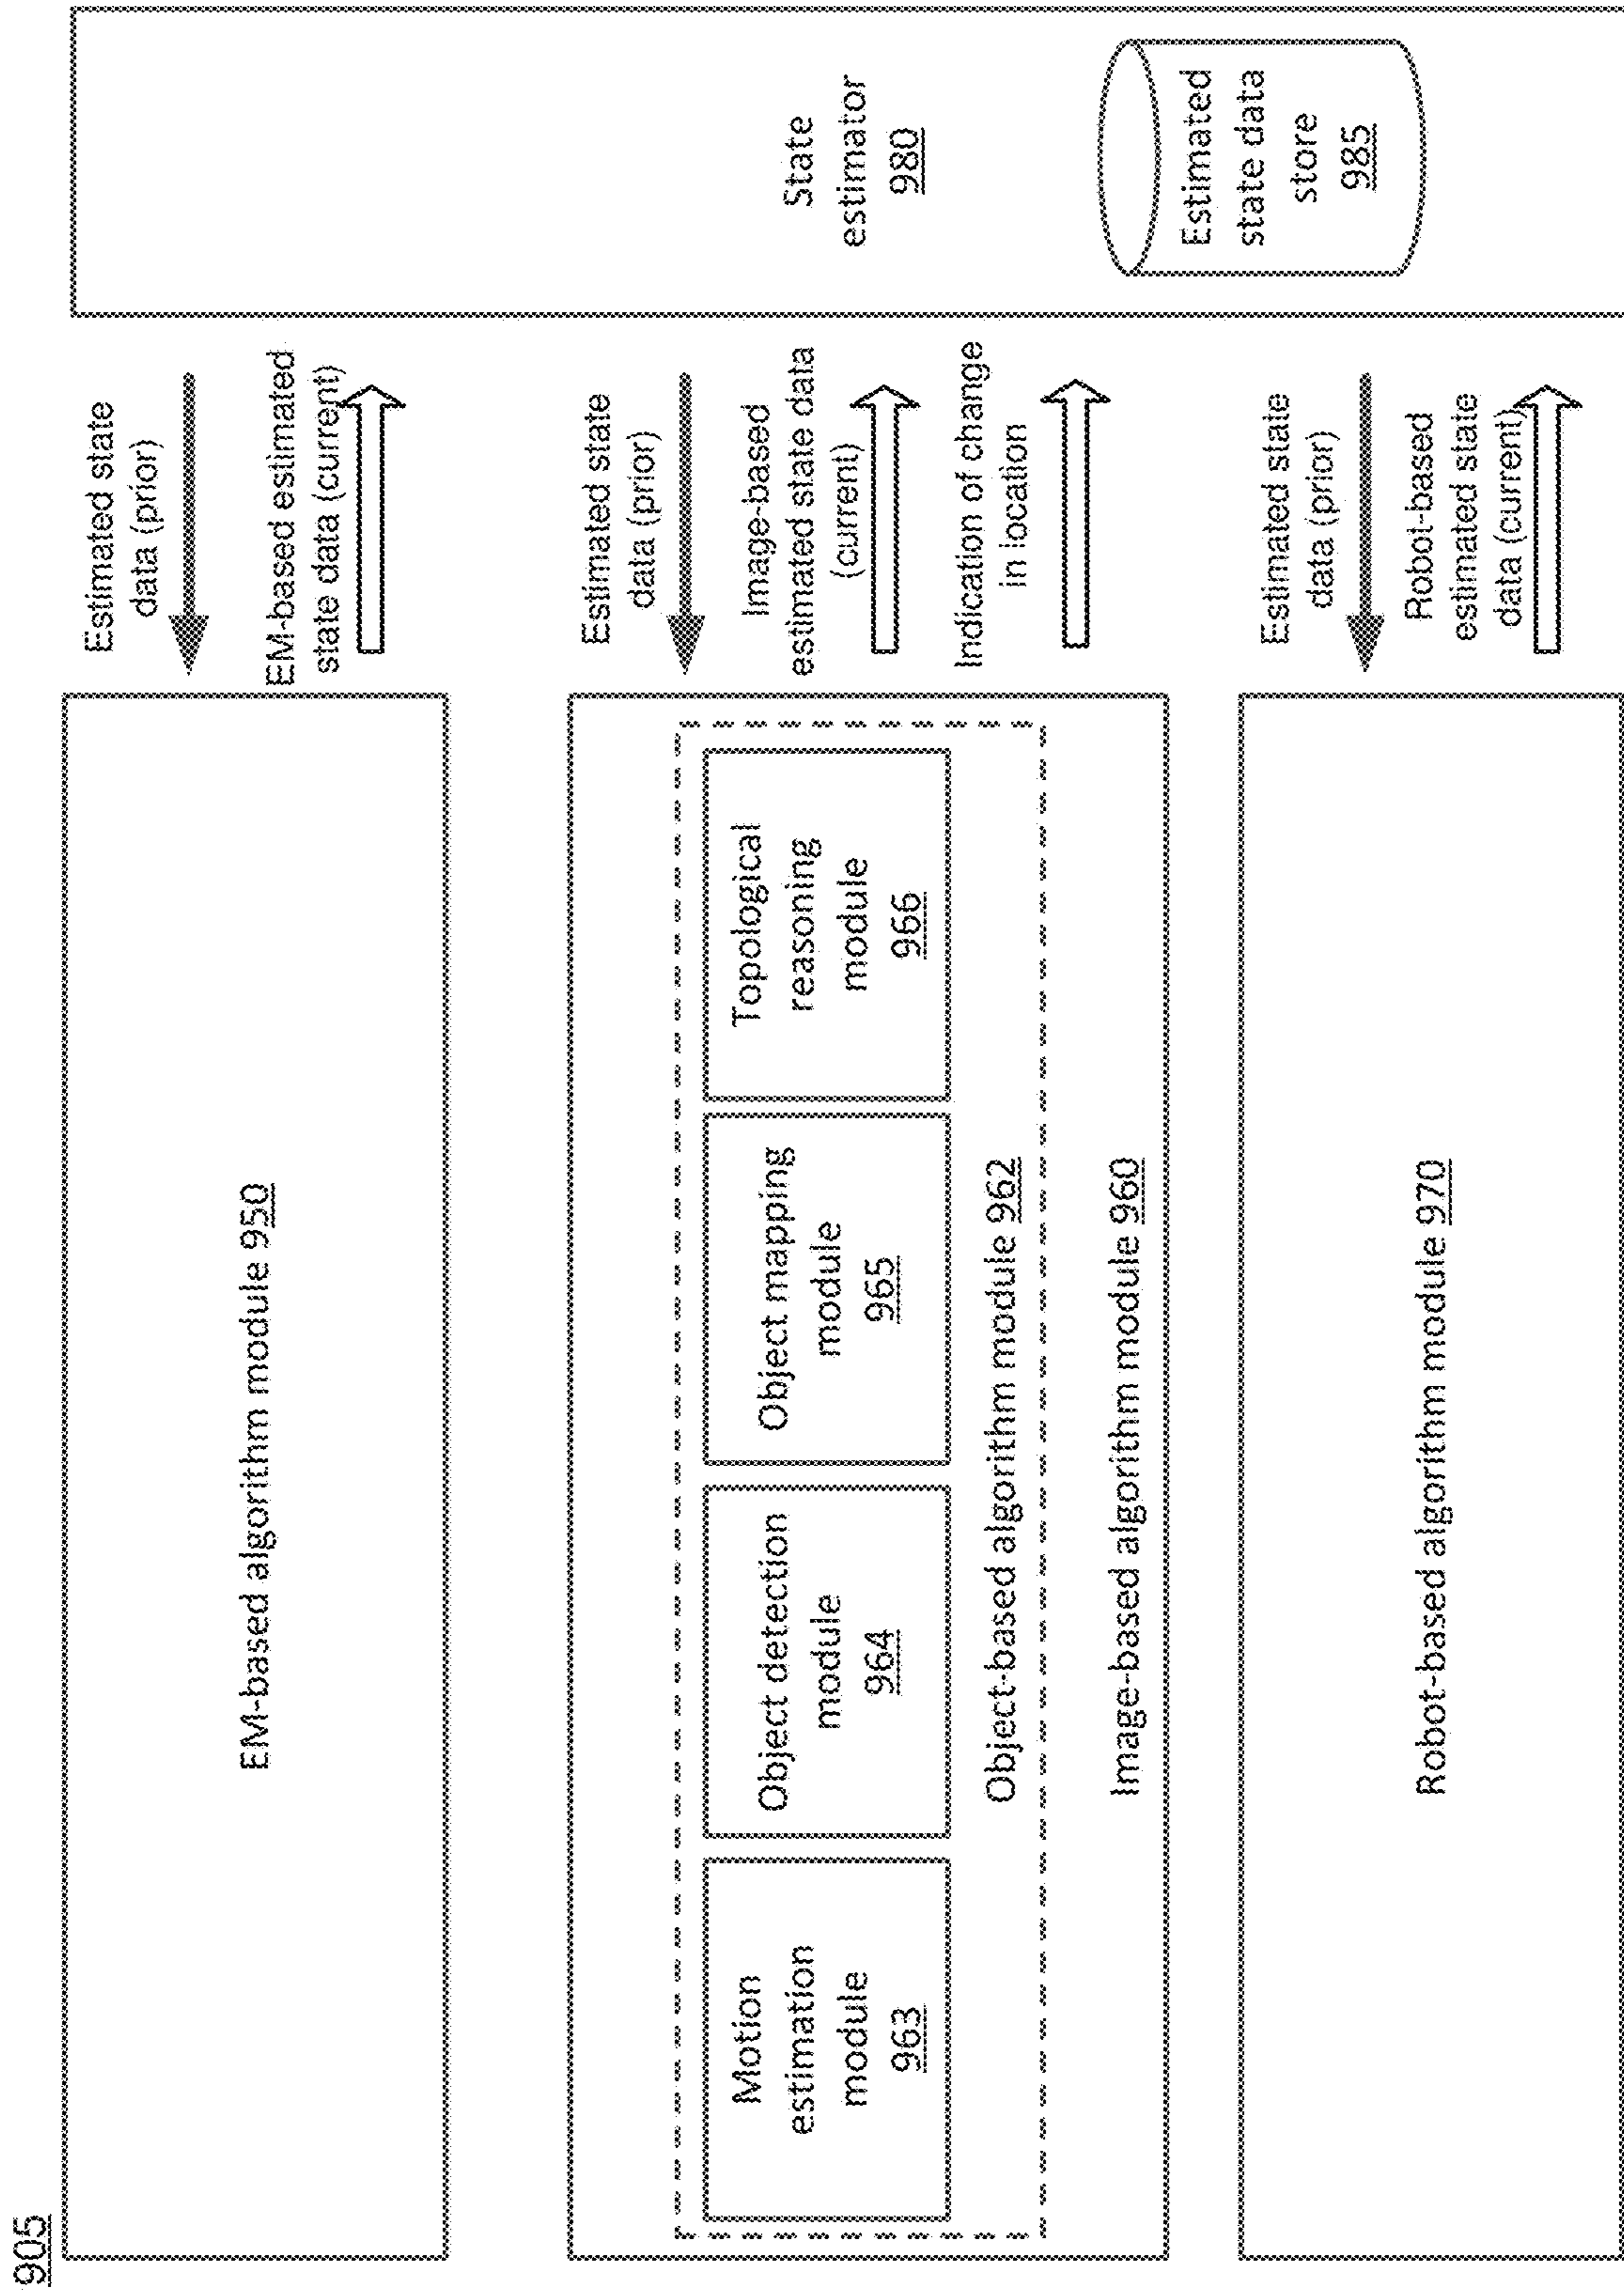 905
EM-based algorithm module 950
Estimated state
data (prior)
EM-based estimated
state data (current)
Motion
estimation
module
963
Object detection
module
964
Object mapping
module
965
Topological
reasoning
module
966
Object-based algorithm module 962
Image-based algorithm module 960
Estimated state
data (prior)
Image-based
estimated state data
(current)
Indication of change
in location
Robot-based algorithm module 970
Estimated state
data (prior)
Robot-based
estimated state
data (current)
State
estimator
980
Estimated
state data
store
985